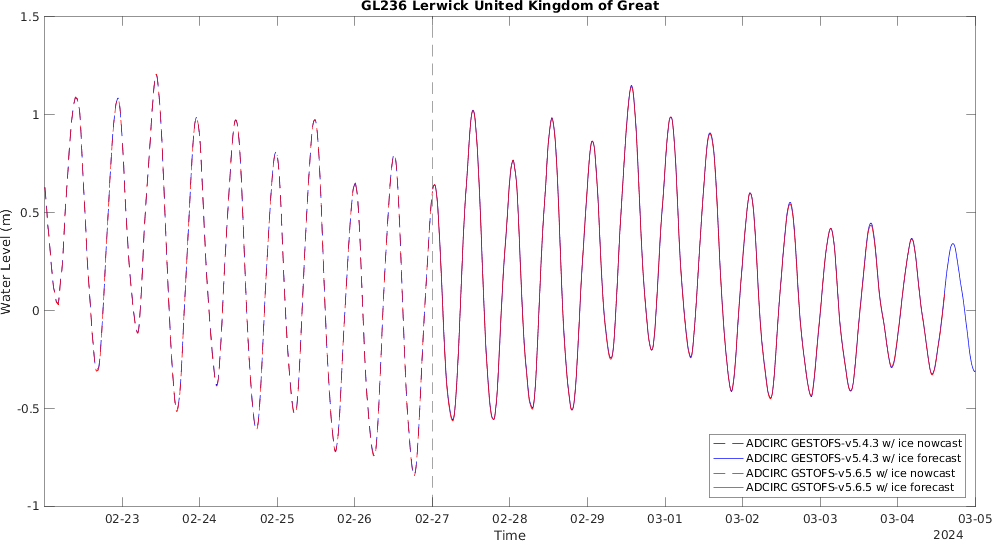 GL236 Lerwick United Kingdom of Great
1.5
1
0.5
0
-0.5
-1
Water Level (m)
02-23
02-24
02-25
02-26
02-27
02-28
02-29
03-01
03-02
03-03
03-04
03-05
Time
2024
ADCIRC GESTOFS-v5.4.3 w/ ice nowcast
ADCIRC GESTOFS-v5.4.3 w/ ice forecast
ADCIRC GSTOFS-v5.6.5 w/ ice nowcast
ADCIRC GSTOFS-v5.6.5 w/ ice forecast